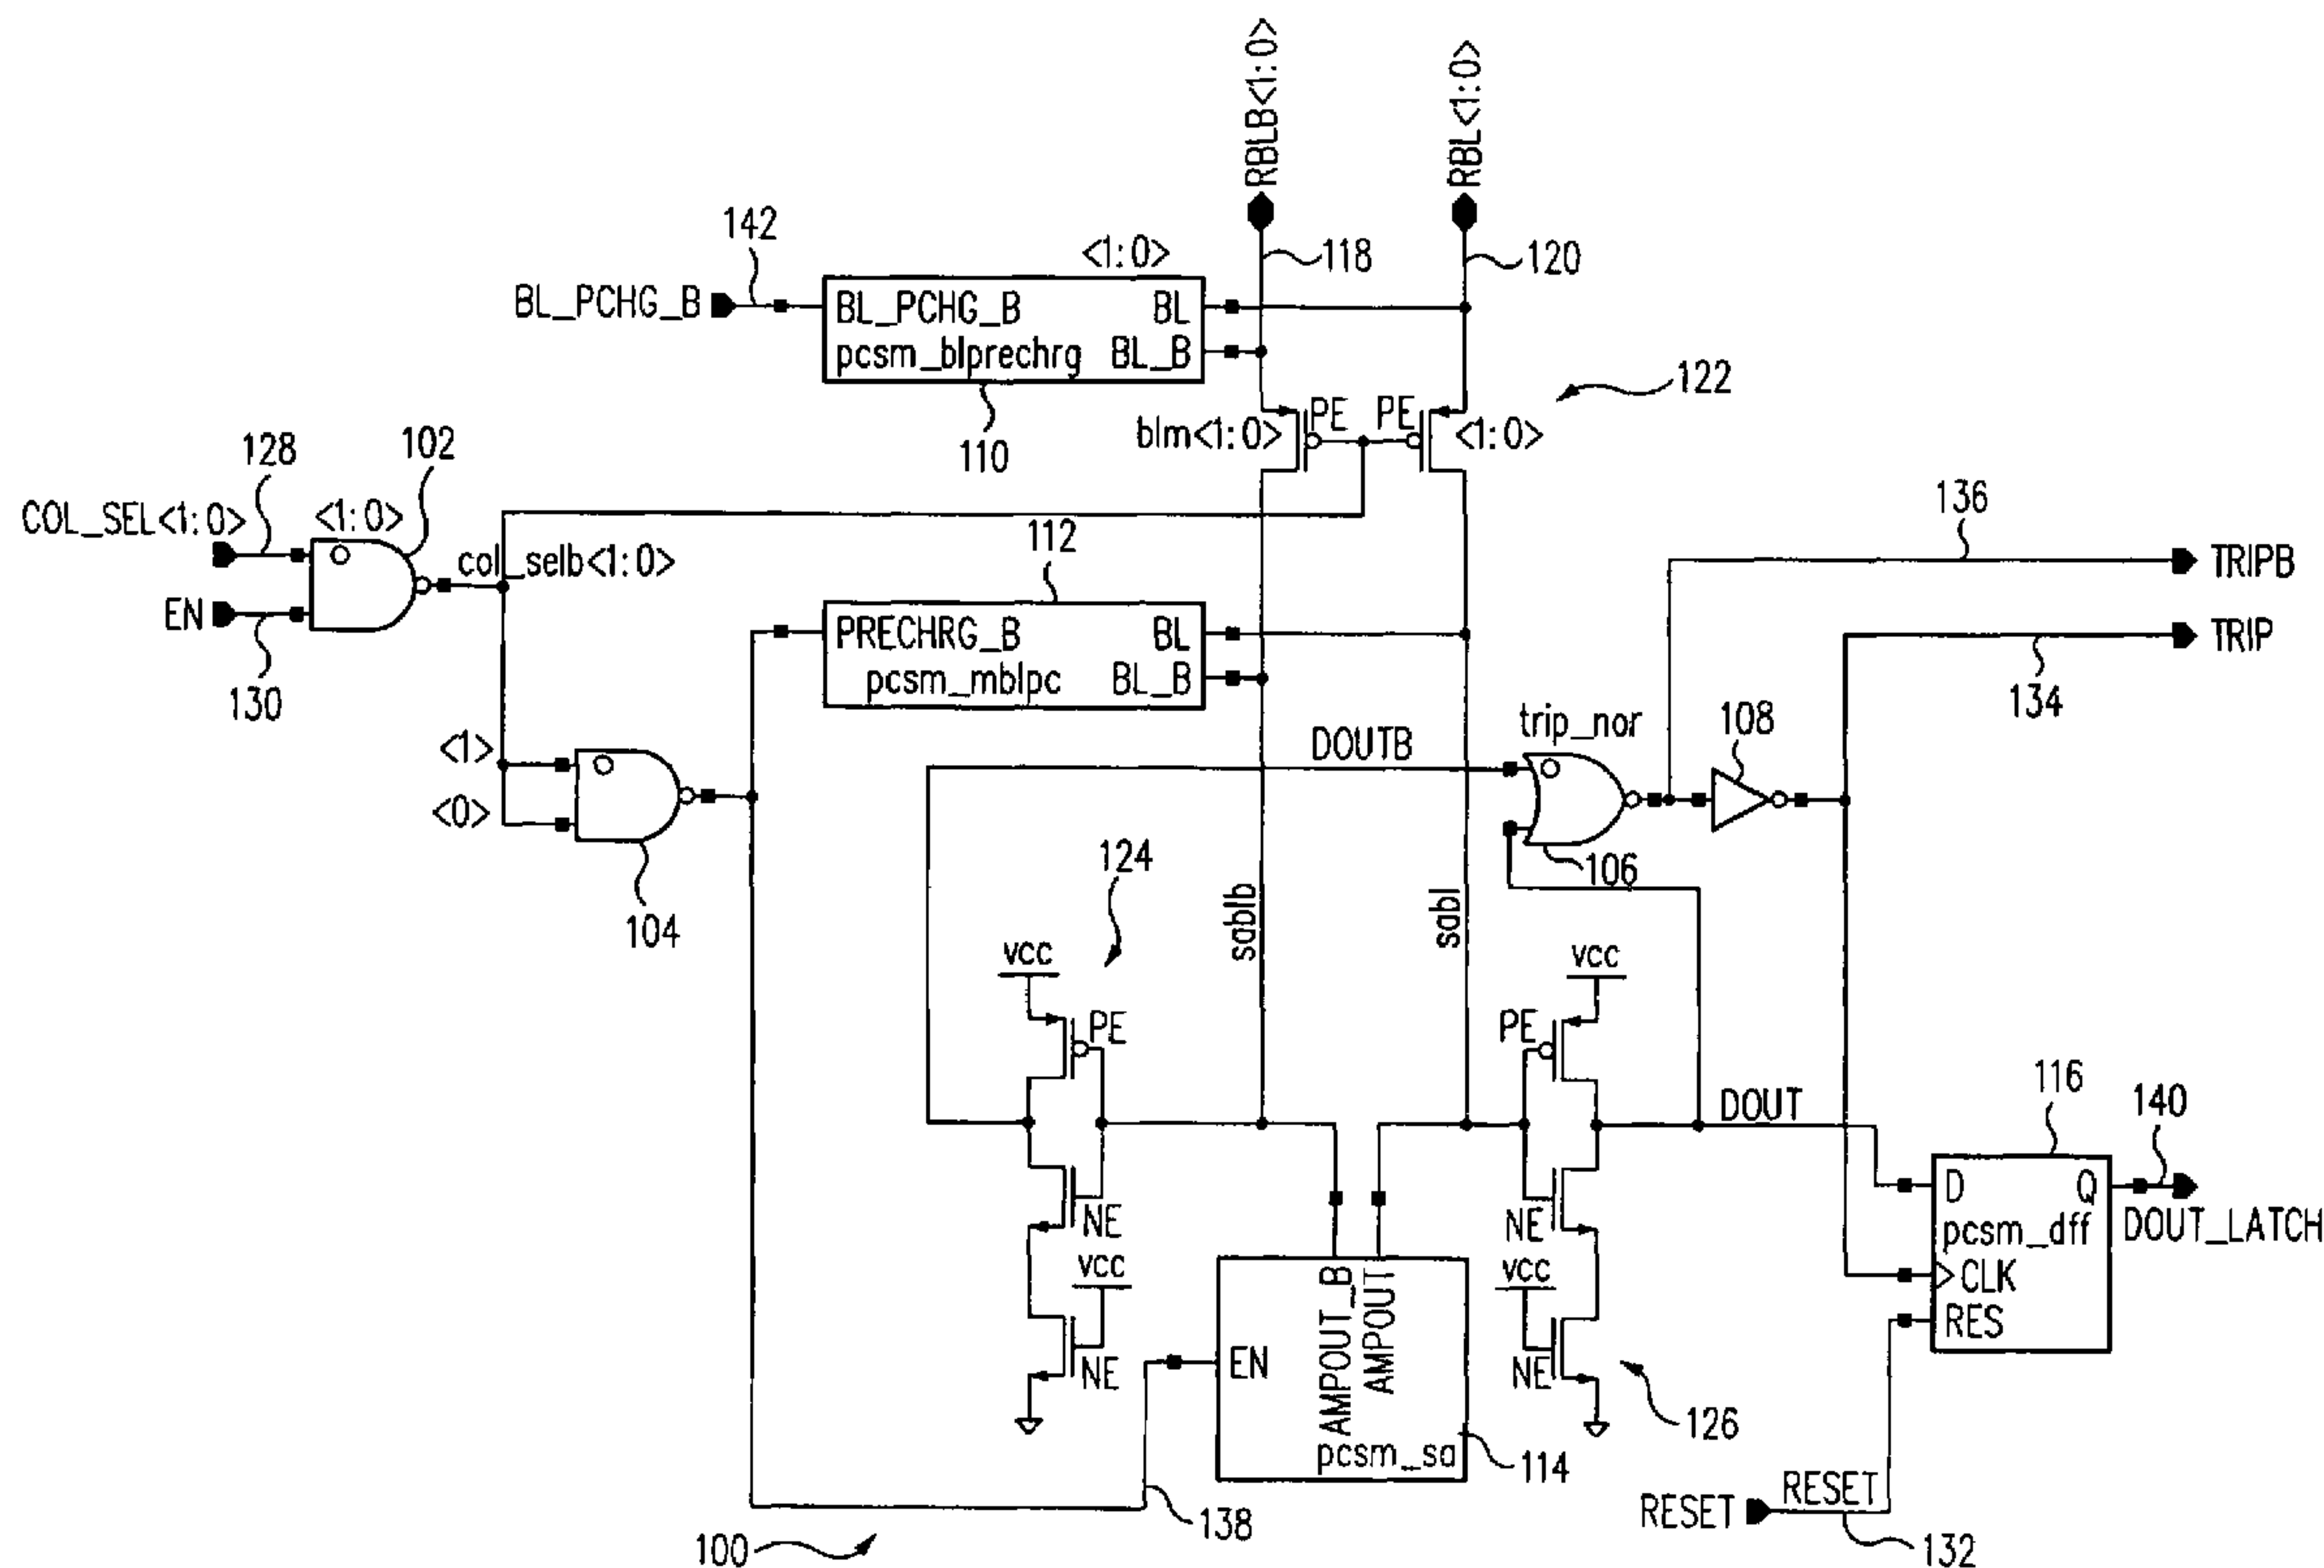 RBLB<1:0>
RBL<1:0>
142
<1:0>
118
120
BL_PCHG_B
BL_PCHG_B BL
pcsm_blprechrg BL_B
122
110
PE
PE
blm<1:0>
<1:0>
128
102
COL_SEL<1:0>
<1:0>
col_selb<1:0>
EN
130
112
PRECHRG_B BL
pcsm_mblpc BL_B
136
TRIPB
TRIP
134
<1>
<0>
104
DOUTB
trip_nor
108
106
124
sablb
sabl
vcc
PE
NE
vcc
NE
vcc
PE
NE
vcc
NE
126
DOUT
116
140
D Q
pcsm_dff
DOUT_LATCH
CLK
RES
EN
AMPOUT_B
AMPOUT
pcsm_sa
114
138
100
RESET
RESET
132